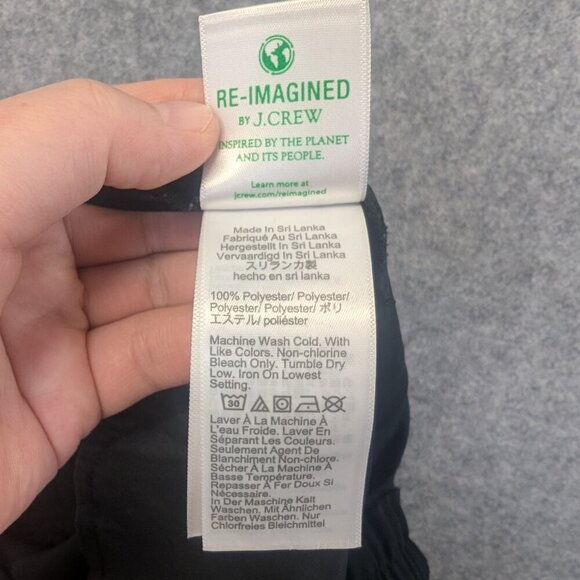 RE-IMAGINED
BY J.CREW
INSPIRED BY THE PLANET
AND ITS PEOPLE.
Learn more at
jcrew.com/reimagined
Made In Sri Lanka
Fabriqué Au Sri Lanka
Hergestellt In Sri Lanka
Vervaardigd In Sri Lanka
スリランカ製
hecho en sri lanka
100% Polyester/ Polyester/
Polyester/ Polyester/ ポリ
エステル/ poliéster
Machine Wash Cold. With
Like Colors. Non-chlorine
Bleach Only. Tumble Dry
Low. Iron On Lowest
Setting.
30
Laver À La Machine À
L'eau Froide. Laver En
Séparant Les Couleurs.
Seulement Agent De
Blanchiment Non-chlore.
Sécher À La Machine À
Basse Température.
Repasser À Fer Doux Si
Nécessaire.
In Der Maschine Kalt
Waschen. Mit Ähnlichen
Farben Waschen. Nur
Chlorfreies Bleichmittel